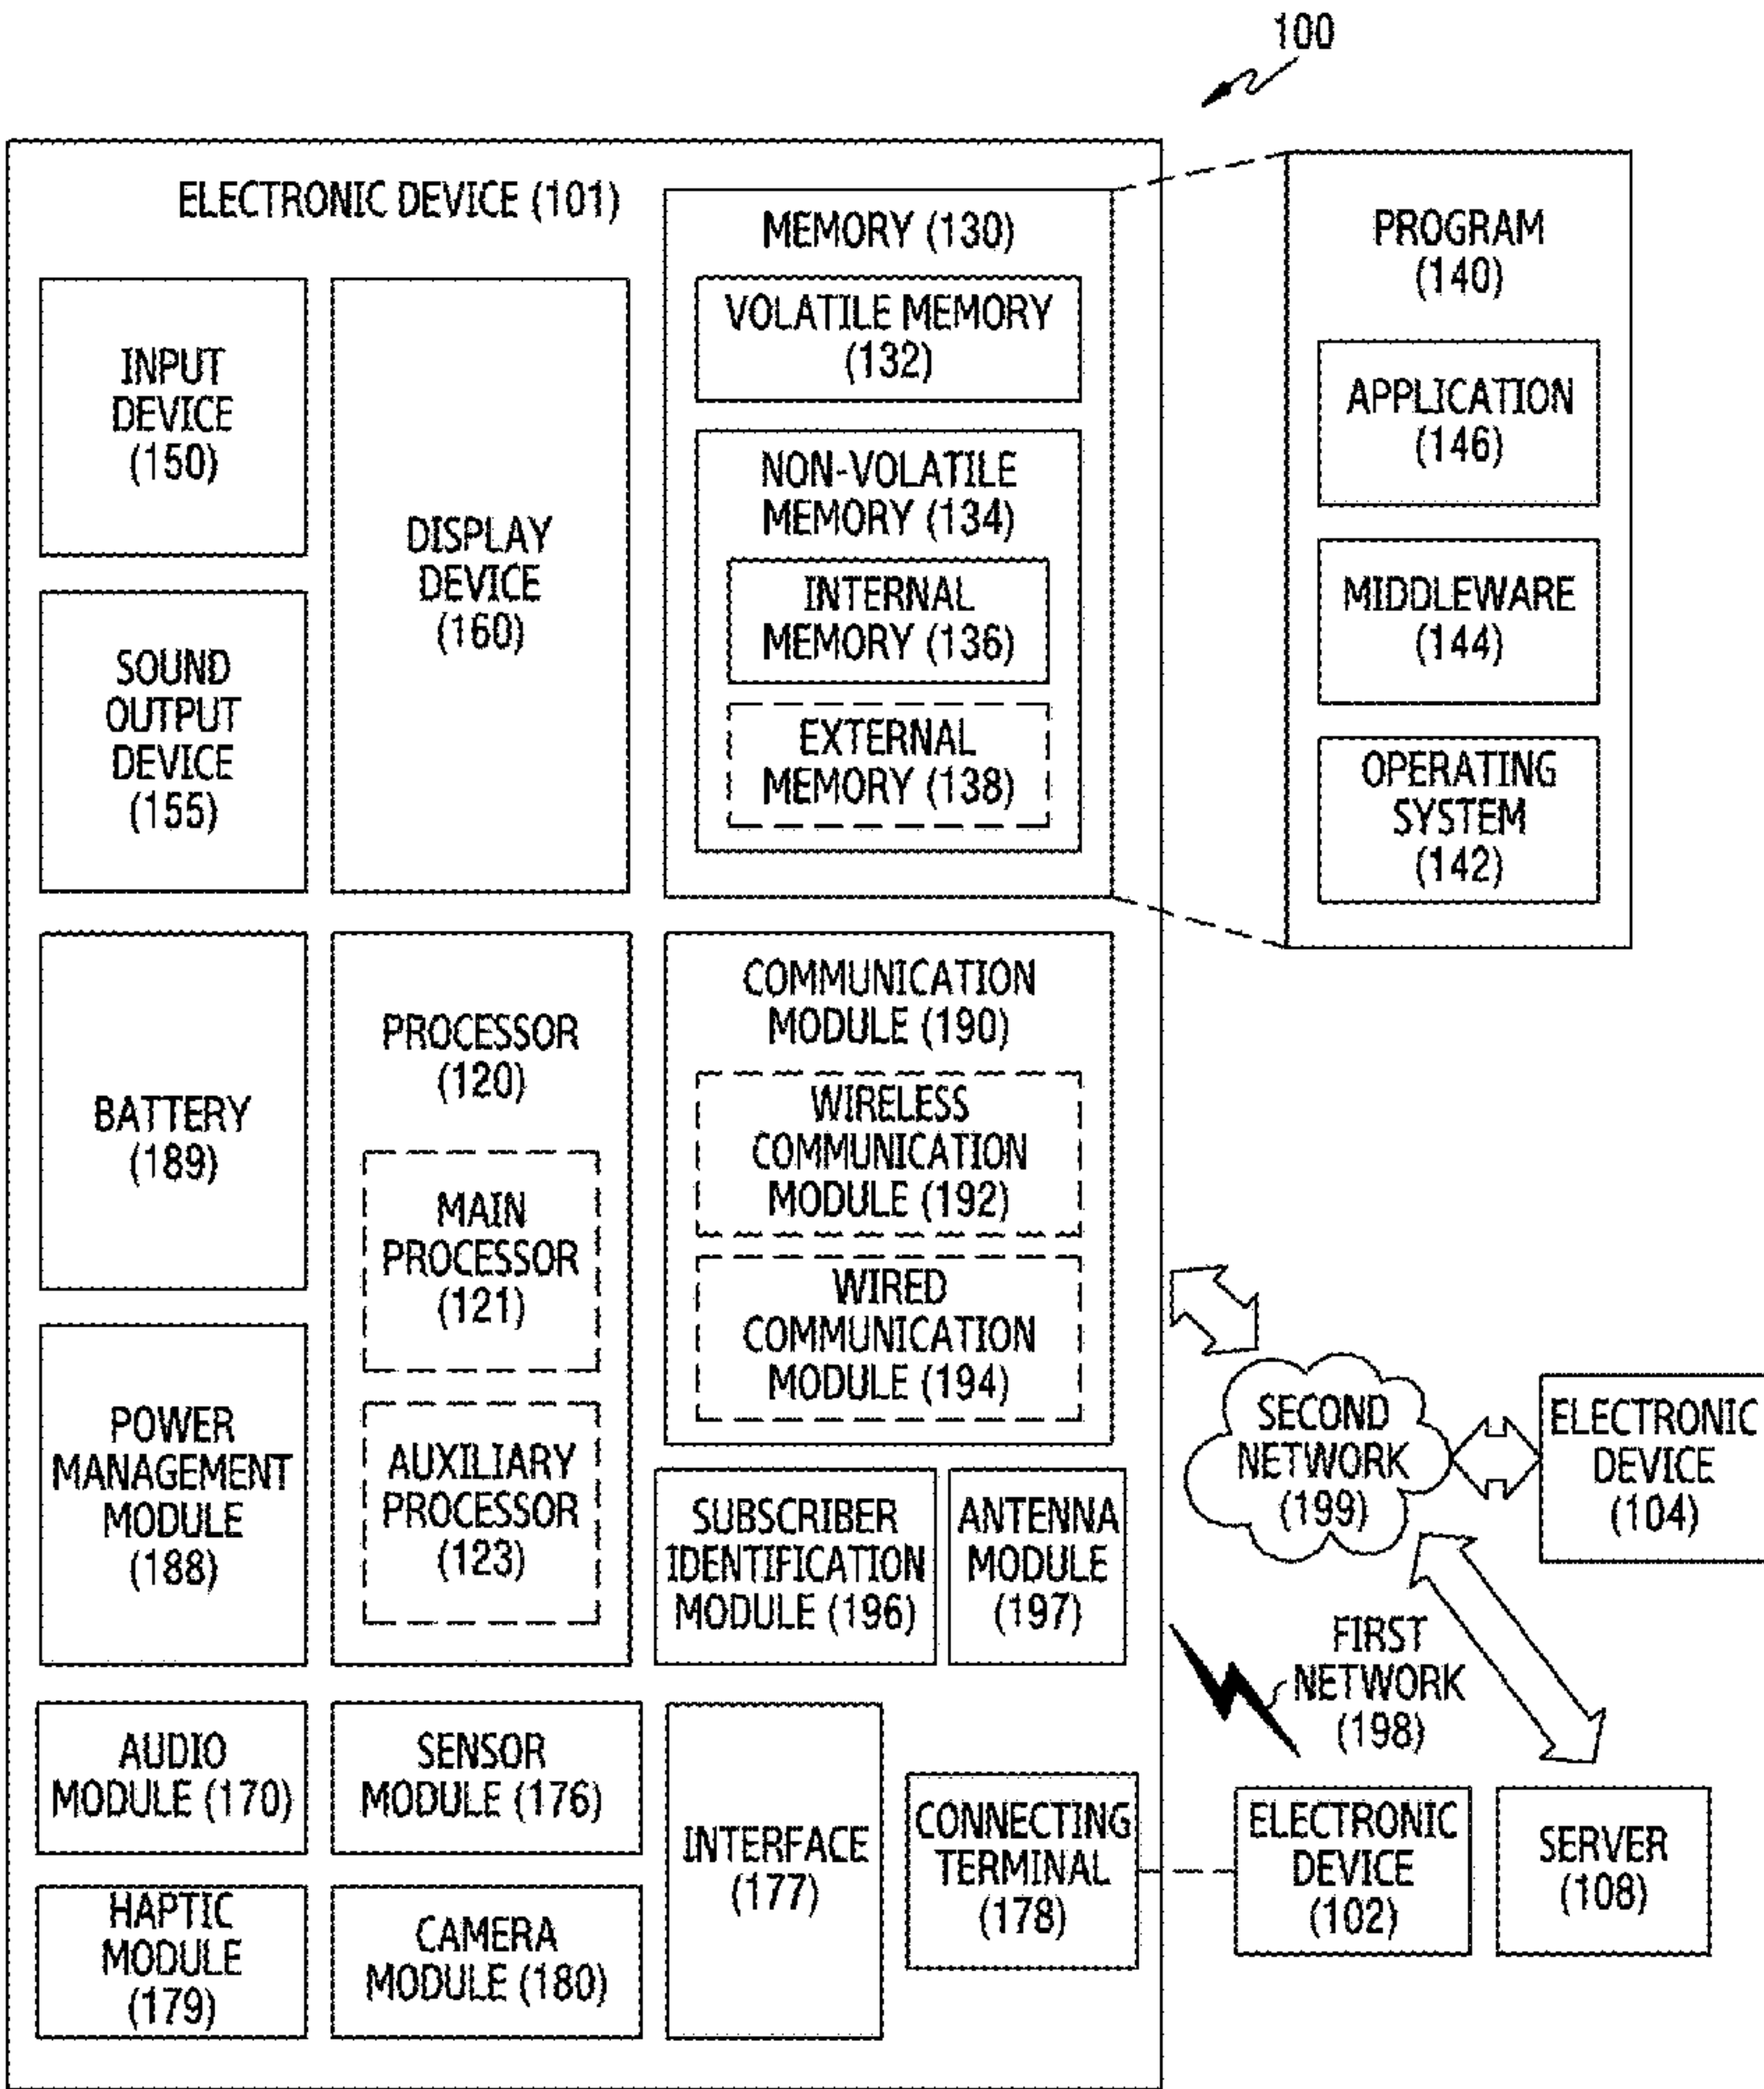 100
ELECTRONIC DEVICE (101)
INPUT
DEVICE
(150)
SOUND
OUTPUT
DEVICE
(155)
DISPLAY
DEVICE
(160)
MEMORY (130)
VOLATILE MEMORY
(132)
NON-VOLATILE
MEMORY (134)
INTERNAL
MEMORY (136)
EXTERNAL
MEMORY (138)
PROGRAM
(140)
APPLICATION
(146)
MIDDLEWARE
(144)
OPERATING
SYSTEM
(142)
BATTERY
(189)
POWER
MANAGEMENT
MODULE
(188)
PROCESSOR
(120)
MAIN
PROCESSOR
(121)
AUXILIARY
PROCESSOR
(123)
COMMUNICATION
MODULE (190)
WIRELESS
COMMUNICATION
MODULE (192)
WIRED
COMMUNICATION
MODULE (194)
SUBSCRIBER
IDENTIFICATION
MODULE (196)
ANTENNA
MODULE
(197)
SECOND
NETWORK
(199)
ELECTRONIC
DEVICE
(104)
FIRST
NETWORK
(198)
AUDIO
MODULE (170)
SENSOR
MODULE (176)
HAPTIC
MODULE
(179)
CAMERA
MODULE (180)
INTERFACE
(177)
CONNECTING
TERMINAL
(178)
ELECTRONIC
DEVICE
(102)
SERVER
(108)